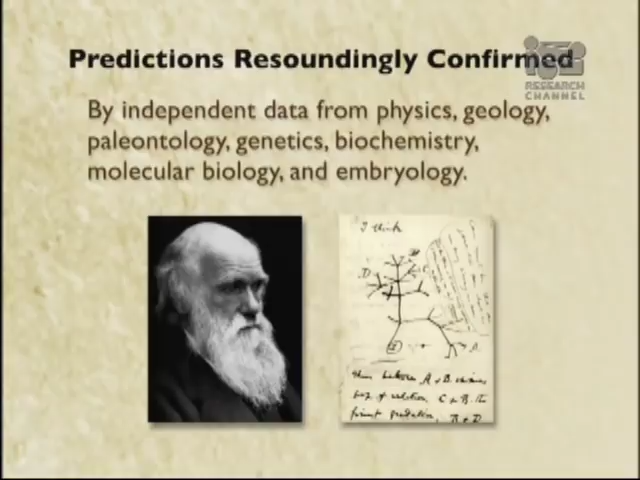 Predictions Resoundingly Confirmed
RESEARCH
CHANNEL
By independent data from physics, geology,
paleontology, genetics, biochemistry,
molecular biology, and embryology.
I think
D
A
between A & B.
C & B.
B & D